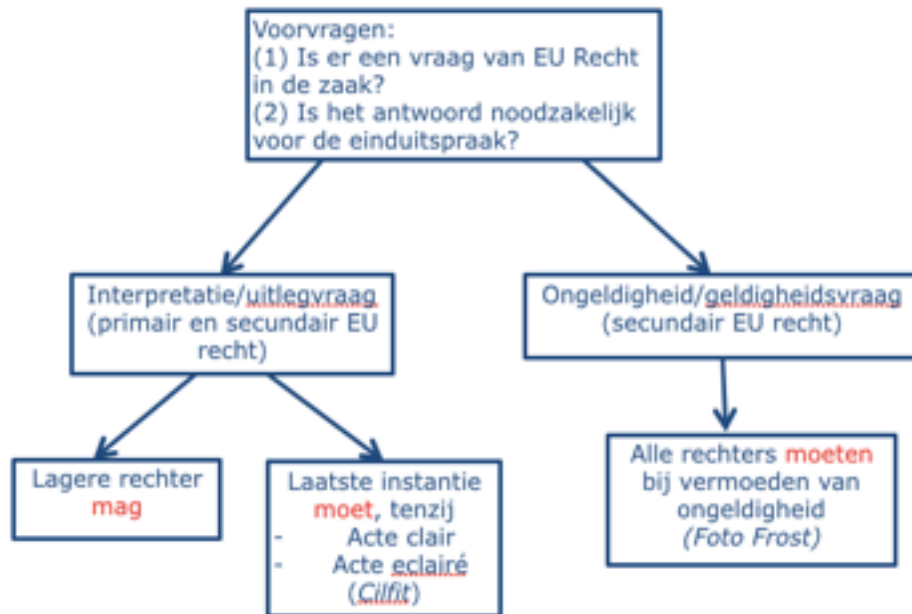 Voorvragen:
(1) Is er een vraag van EU Recht
in de zaak?
(2) Is het antwoord noodzakelijk
voor de einduitspraak?
Interpretatie/uitlegvraag
(primair en secundair EU
recht)
Ongeldigheid/geldigheidsvraag
(secundair EU recht)
Lagere rechter
mag
Laatste instantie
moet, tenzij
- Acte clair
- Acte eclairé
(Cilfit)
Alle rechters moeten
bij vermoeden van
ongeldigheid
(Foto Frost)